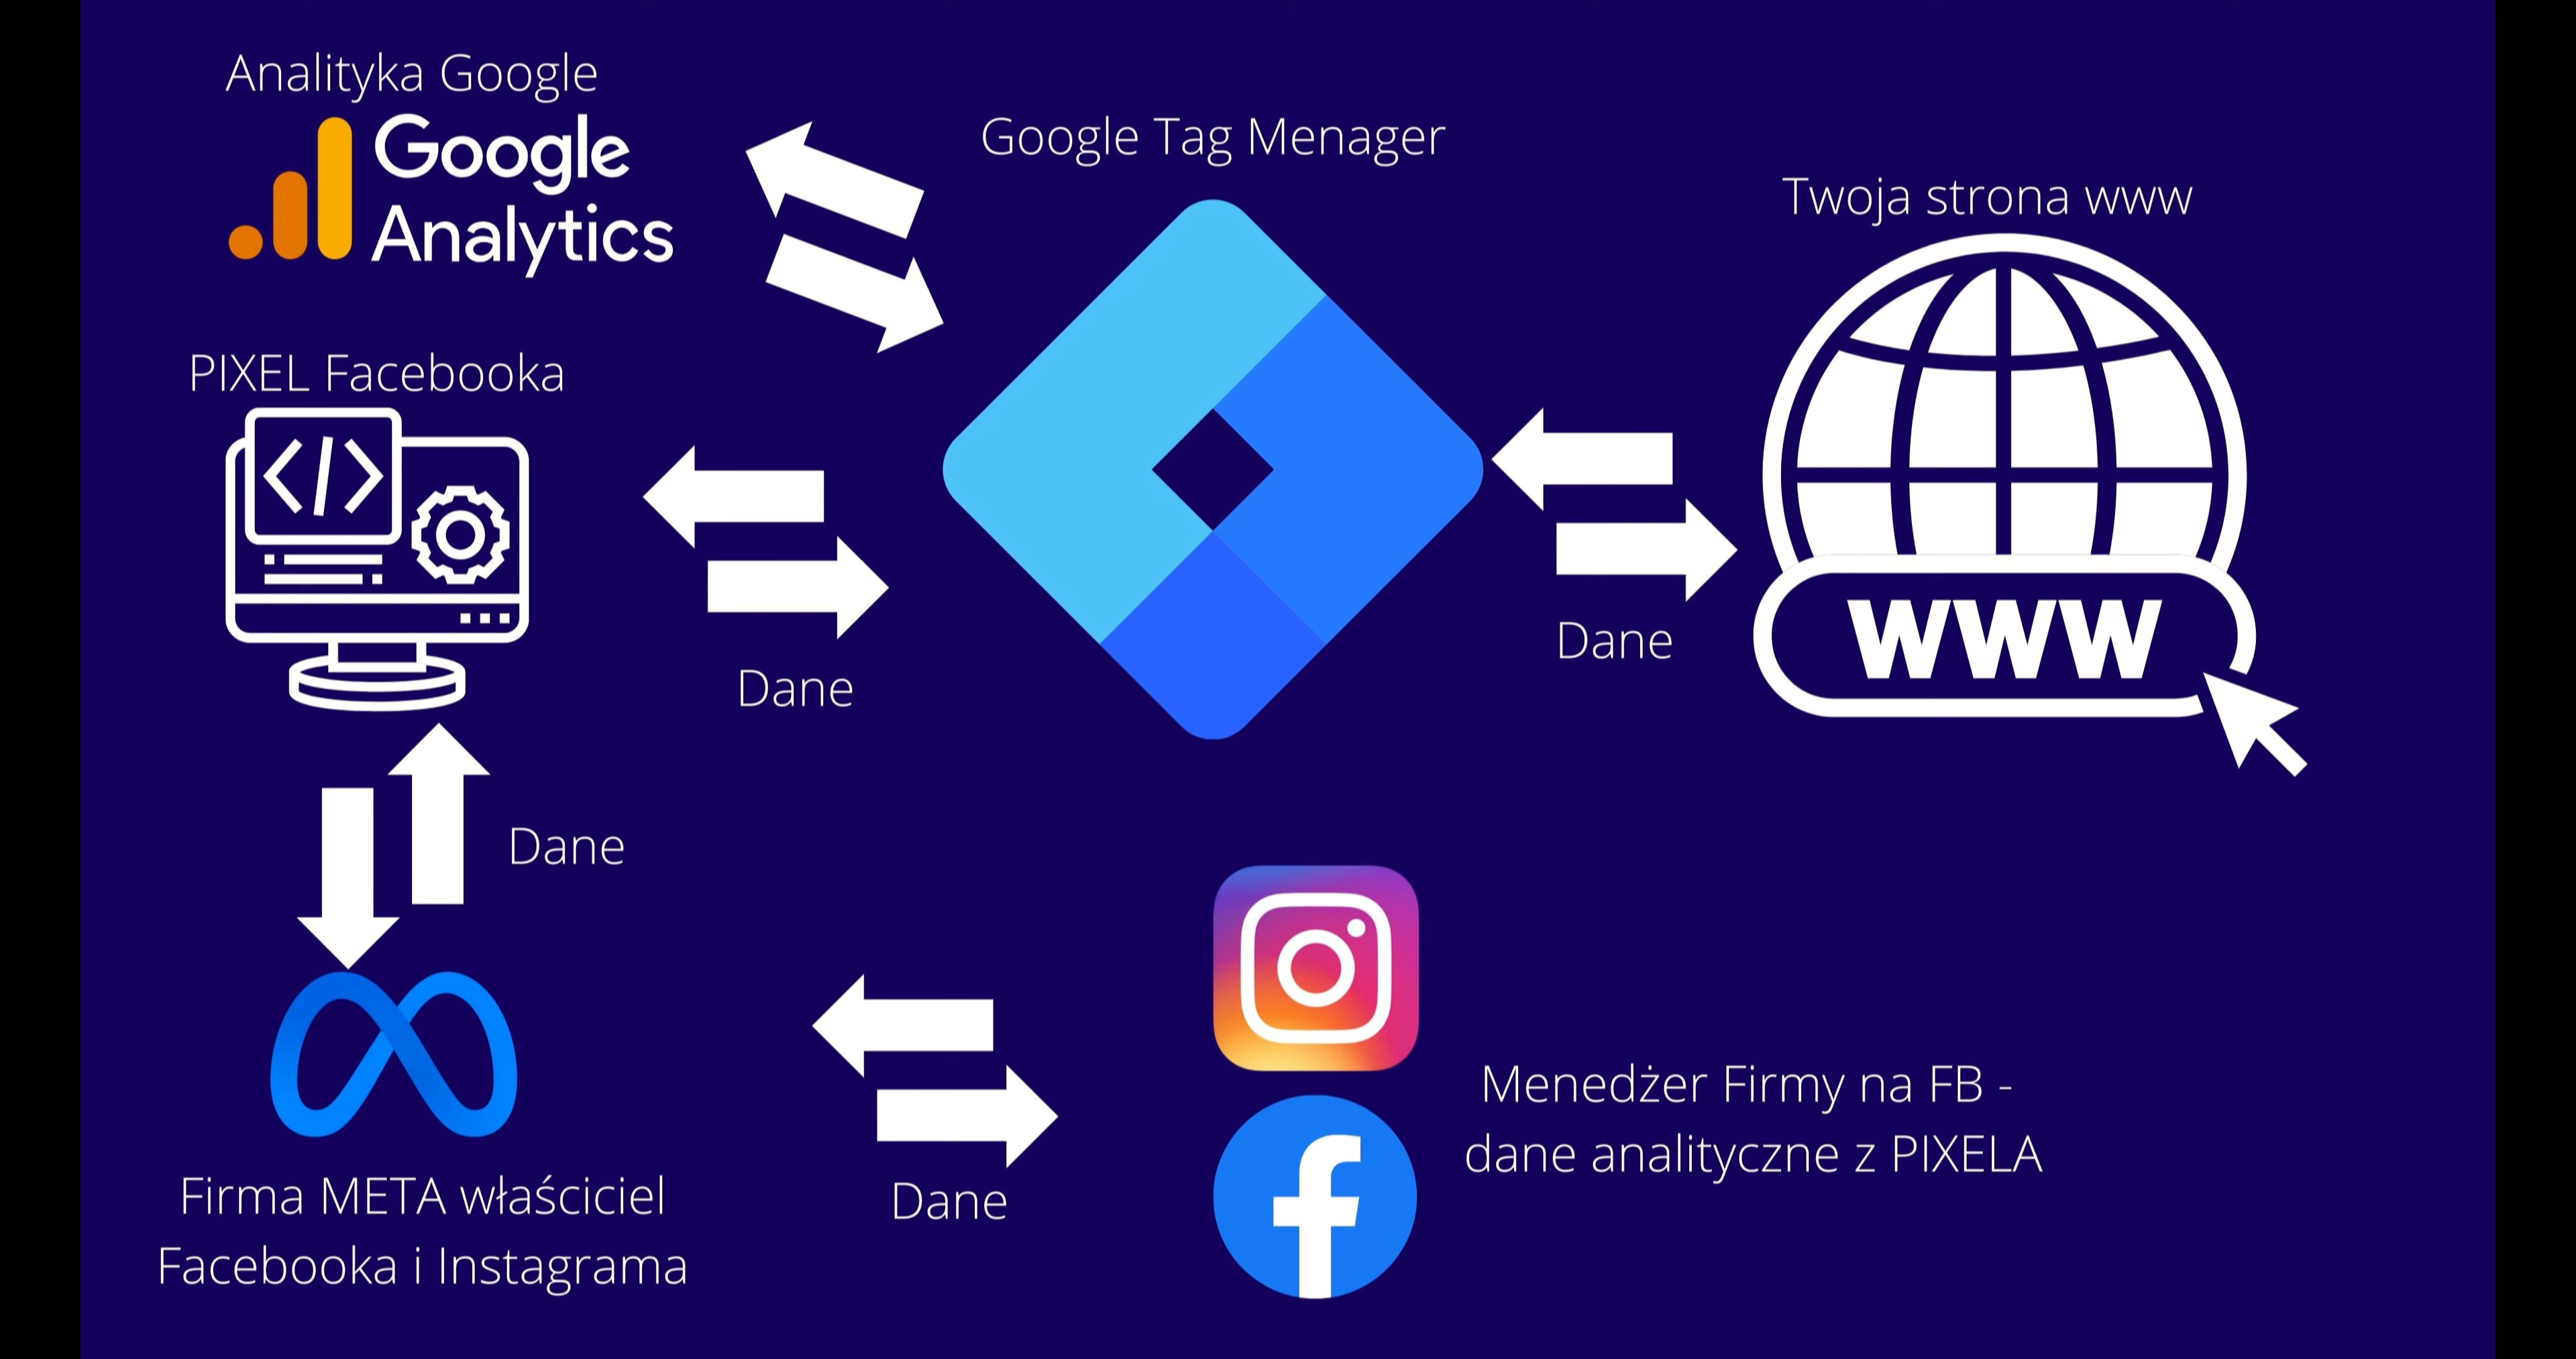 Analityka Google
Google
Analytics
Google Tag Menager
Twoja strona www
PIXEL Facebooka
</>
www
Dane
Dane
Dane
Firma META właściciel
Facebooka i Instagrama
Dane
Menedżer Firmy na FB -
dane analityczne z PIXELA